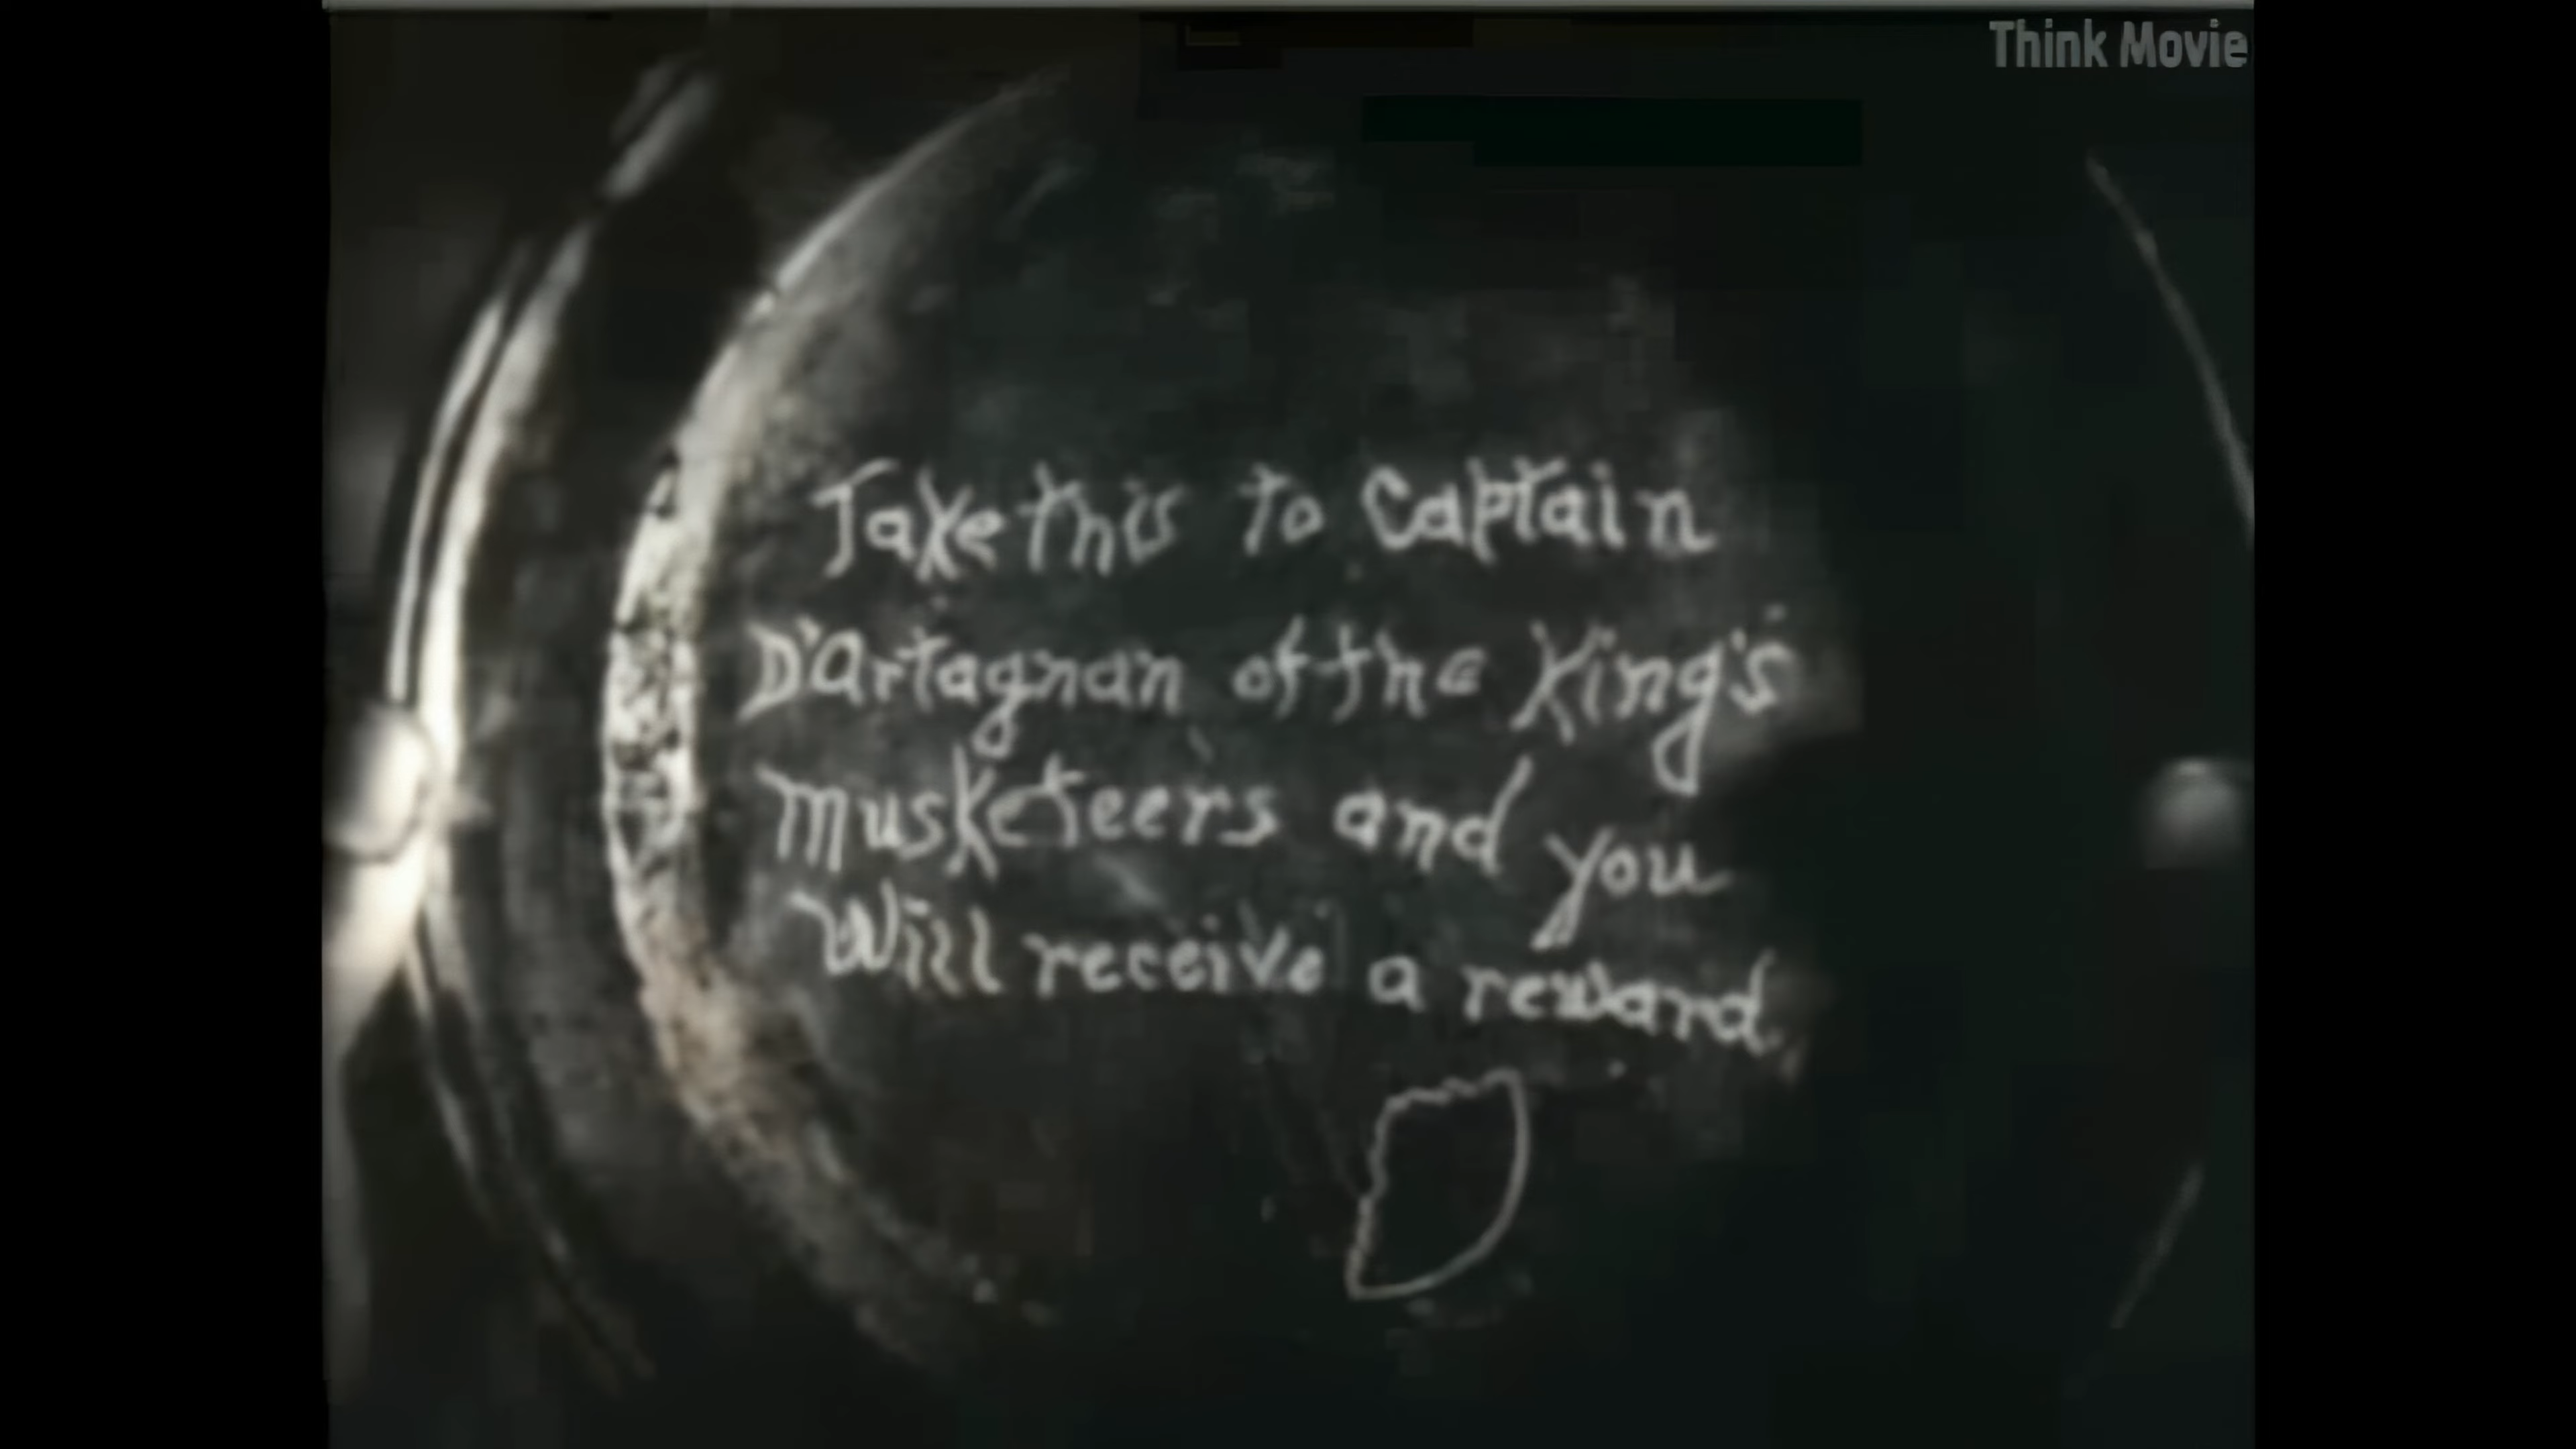 Think Movie
Take this to Captain
D'Artagnan of the King's
musketeers and you
Will receive a reward.